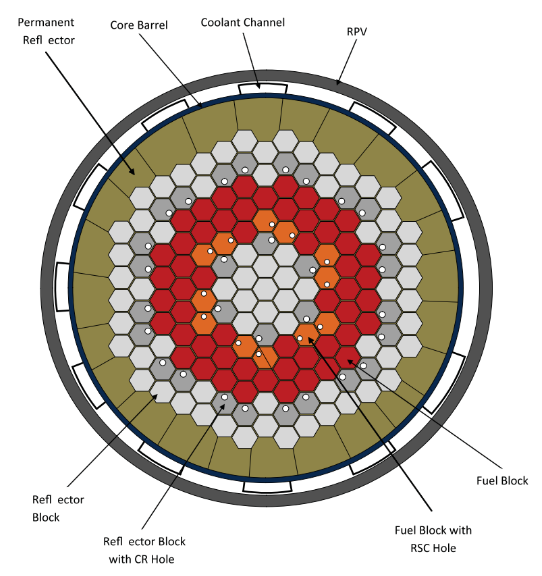 Permanent
Refl ector
Core Barrel
Coolant Channel
RPV
Refl ector
Block
Refl ector Block
with CR Hole
Fuel Block with
RSC Hole
Fuel Block